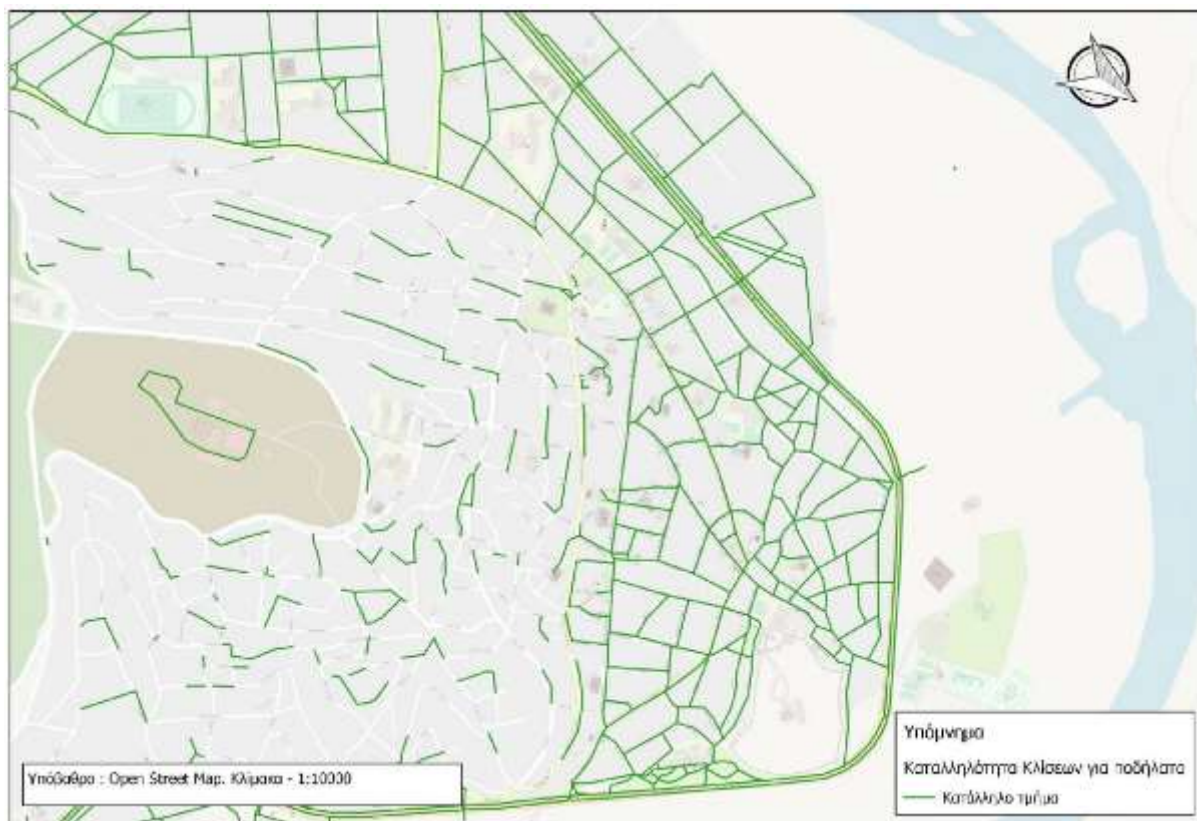 Υπόμνημα
Καταλληλότητα Κλίσεων για ποδήλατα
Κατάλληλο τμήμα
Υπόβαθρο : Open Street Map. Κλίμακα - 1:10000